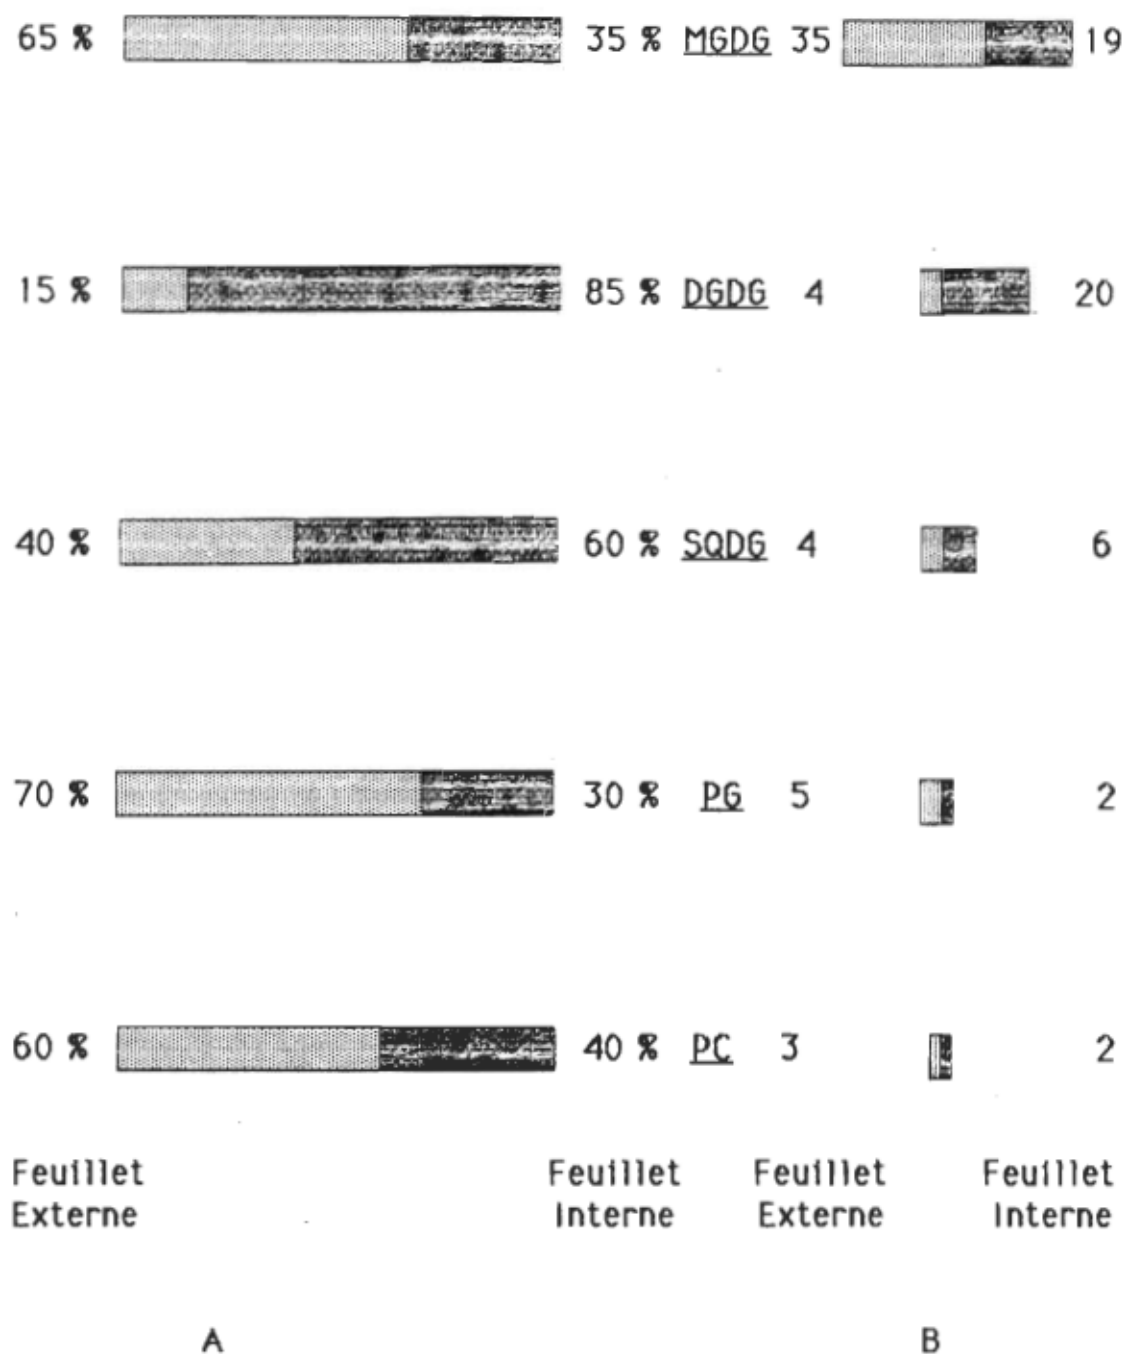 65 % 35 % MGDG 35 19
15 % 85 % DGDG 4 20
40 % 60 % SQDG 4 6
70 % 30 % PG 5 2
60 % 40 % PC 3 2
Feuillet Feuillet Feuillet Feuillet
Externe Interne Externe Interne
A B